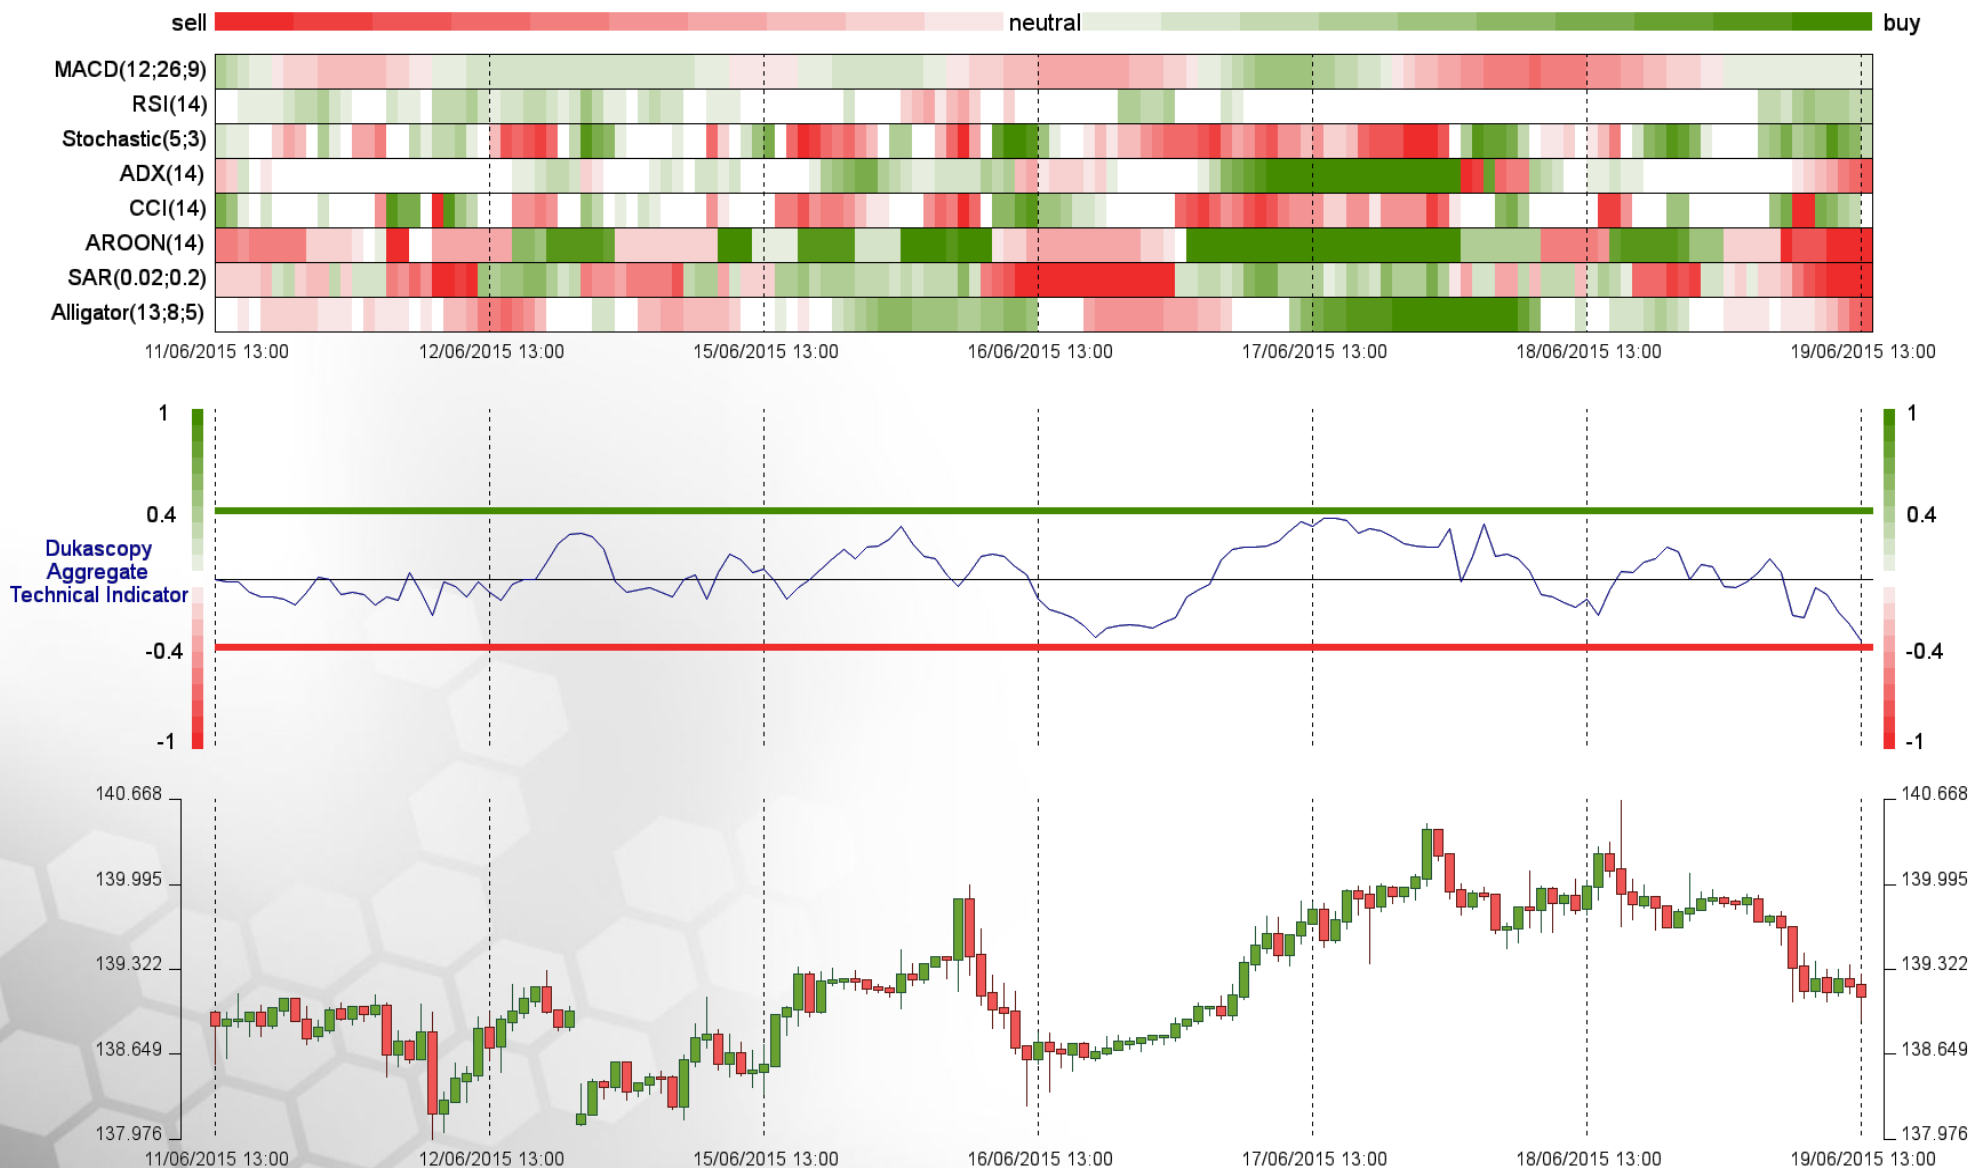 sell neutral buy
MACD(12;26;9)
RSI(14)
Stochastic(5;3)
ADX(14)
CCI(14)
AROON(14)
SAR(0.02;0.2)
Alligator(13;8;5)
11/06/2015 13:00 12/06/2015 13:00 15/06/2015 13:00 16/06/2015 13:00 17/06/2015 13:00 18/06/2015 13:00 19/06/2015 13:00
1 1
0.4 0.4
Dukascopy
Aggregate
Technical Indicator
-0.4 -0.4
-1 -1
140.668 140.668
139.995 139.995
139.322 139.322
138.649 138.649
137.976 137.976
11/06/2015 13:00 12/06/2015 13:00 15/06/2015 13:00 16/06/2015 13:00 17/06/2015 13:00 18/06/2015 13:00 19/06/2015 13:00